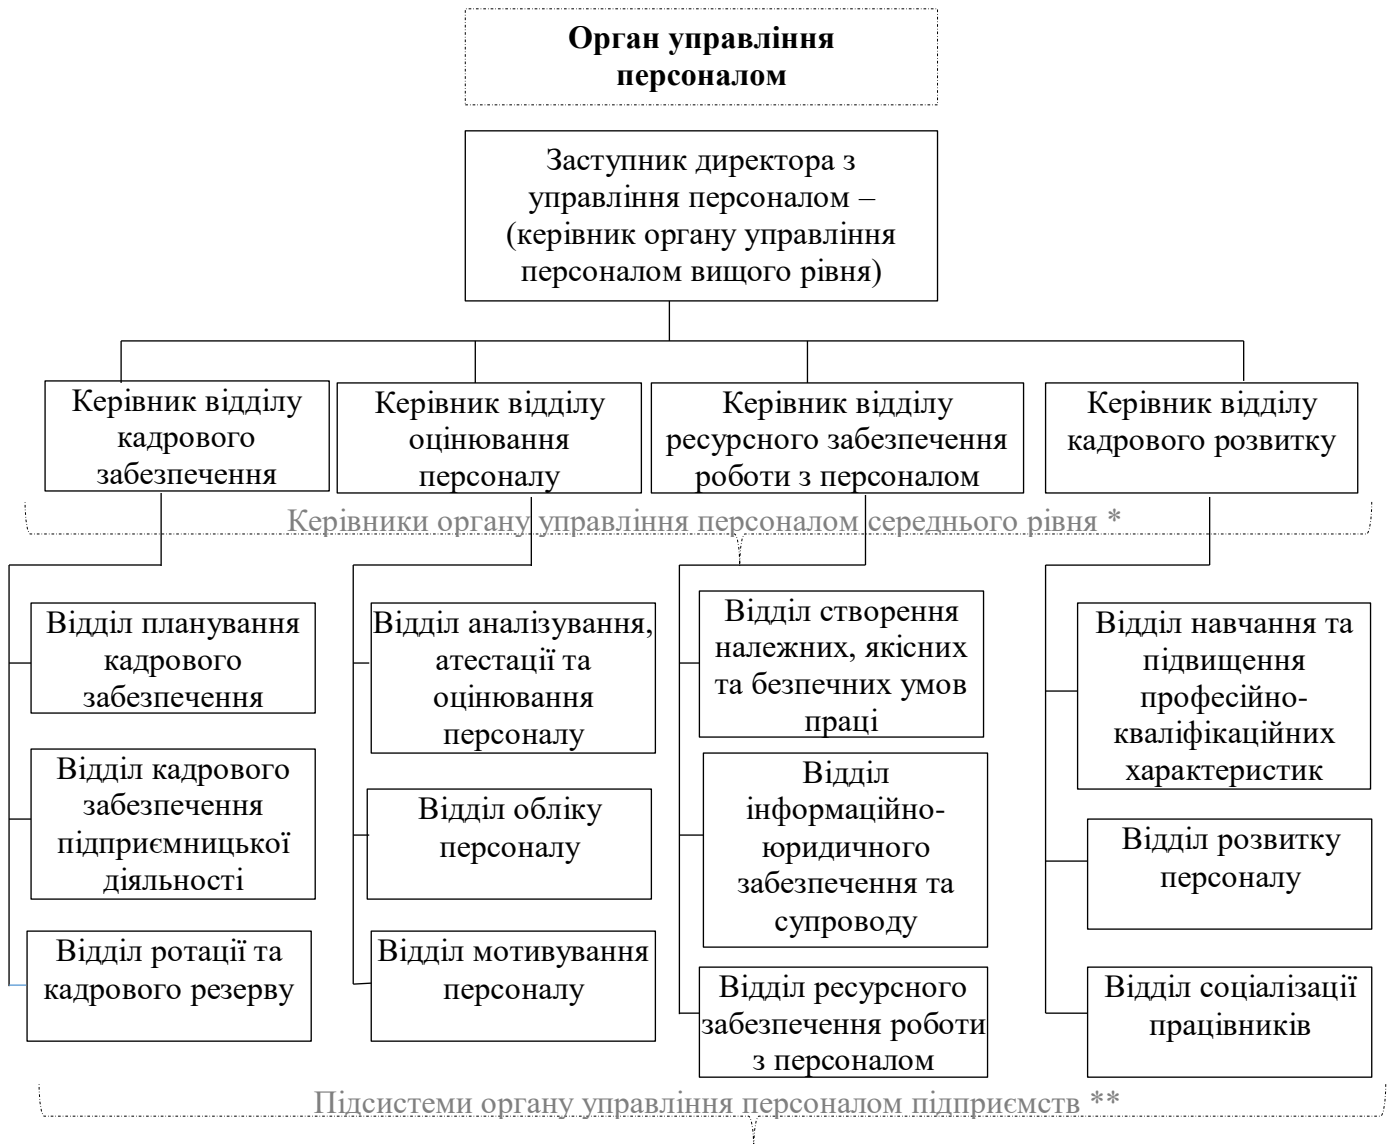 Орган управління
персоналом
Заступник директора з
управління персоналом –
(керівник органу управління
персоналом вищого рівня)
Керівник відділу
кадрового
забезпечення
Керівник відділу
оцінювання
персоналу
Керівник відділу
ресурсного забезпечення
роботи з персоналом
Керівник відділу
кадрового розвитку
Керівники органу управління персоналом середнього рівня *
Відділ планування
кадрового
забезпечення
Відділ кадрового
забезпечення
підприємницької
діяльності
Відділ ротації та
кадрового резерву
Відділ аналізування,
атестації та
оцінювання
персоналу
Відділ обліку
персоналу
Відділ мотивування
персоналу
Відділ створення
належних, якісних
та безпечних умов
праці
Відділ
інформаційно-
юридичного
забезпечення та
супроводу
Відділ ресурсного
забезпечення роботи
з персоналом
Відділ навчання та
підвищення
професійно-
кваліфікаційних
характеристик
Відділ розвитку
персоналу
Відділ соціалізації
працівників
Підсистеми органу управління персоналом підприємств **